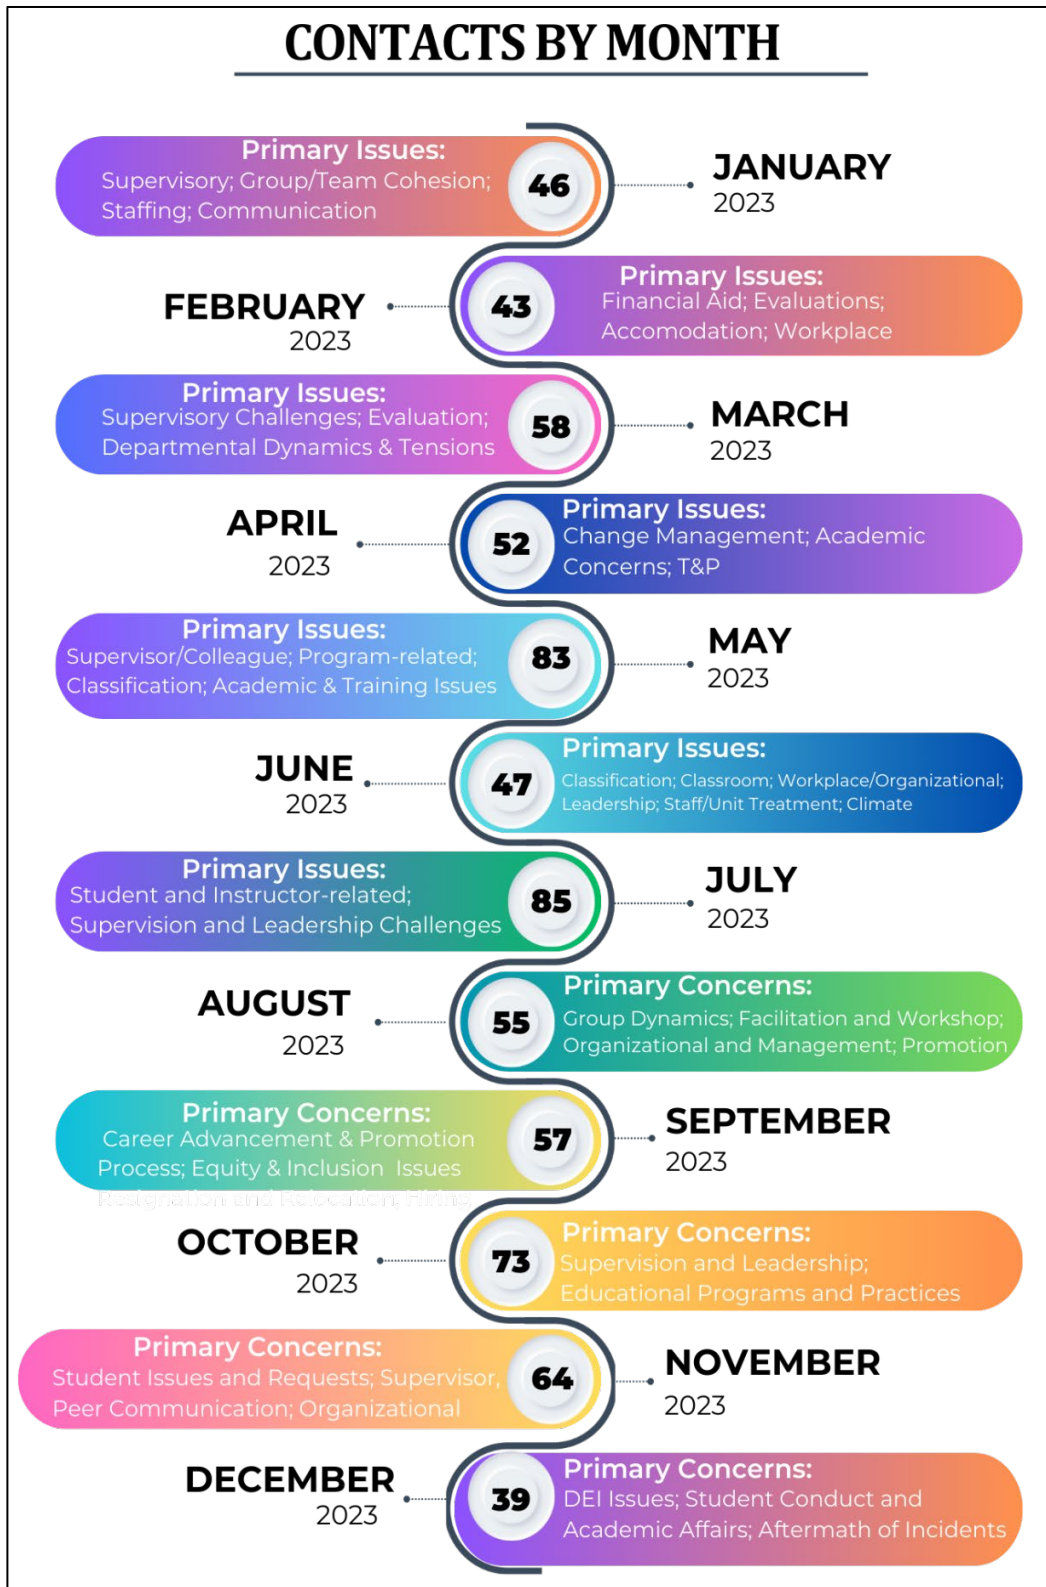 CONTACTS BY MONTH
Primary Issues:
Supervisory; Group/Team Cohesion;
Staffing; Communication
46
JANUARY
2023
FEBRUARY
2023
43
Primary Issues:
Financial Aid; Evaluations;
Accomodation; Workplace
Primary Issues:
Supervisory Challenges; Evaluation;
Departmental Dynamics & Tensions
58
MARCH
2023
APRIL
2023
52
Primary Issues:
Change Management; Academic
Concerns; T&P
Primary Issues:
Supervisor/Colleague; Program-related;
Classification; Academic & Training Issues
83
MAY
2023
JUNE
2023
47
Primary Issues:
Classification; Classroom; Workplace/Organizational;
Leadership; Staff/Unit Treatment; Climate
Primary Issues:
Student and Instructor-related;
Supervision and Leadership Challenges
85
JULY
2023
AUGUST
2023
55
Primary Concerns:
Group Dynamics; Facilitation and Workshop;
Organizational and Management; Promotion
Primary Concerns:
Career Advancement & Promotion
Process; Equity & Inclusion Issues
Resignation and Relocation; Hiring;
57
SEPTEMBER
2023
OCTOBER
2023
73
Primary Concerns:
Supervision and Leadership;
Educational Programs and Practices
Primary Concerns:
Student Issues and Requests; Supervisor,
Peer Communication; Organizational
64
NOVEMBER
2023
DECEMBER
2023
39
Primary Concerns:
DEI Issues; Student Conduct and
Academic Affairs; Aftermath of Incidents